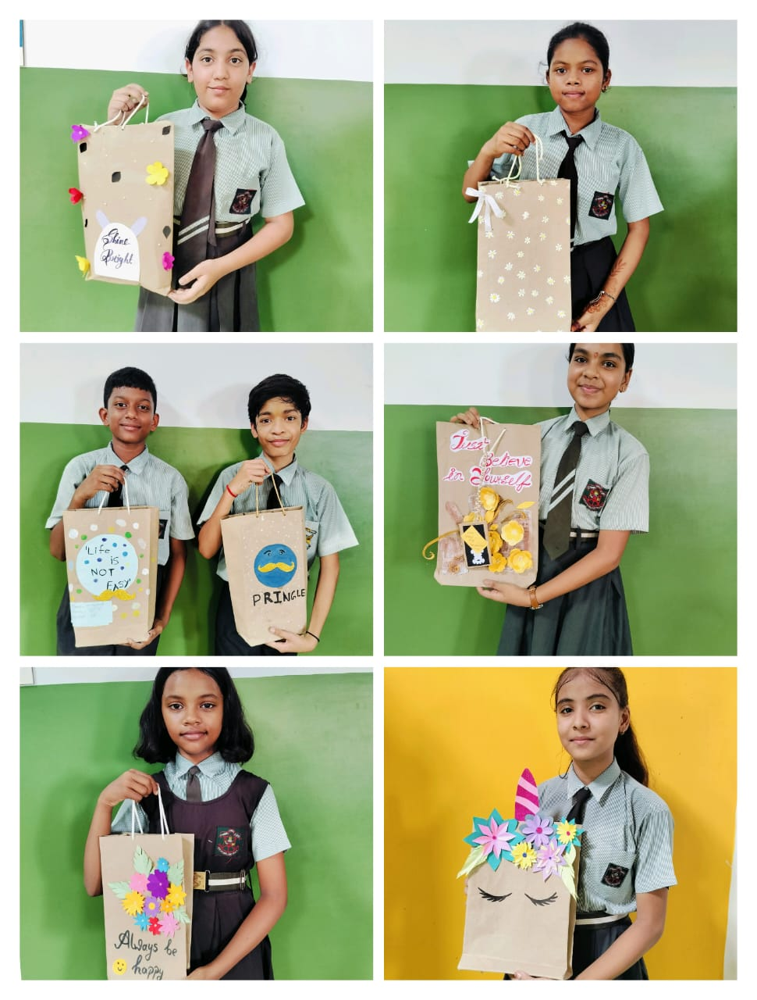 Shine
Bright
'Life
is
NOT
EASY'
PRINGLE
Just
Believe
in Yourself
Always be
happy